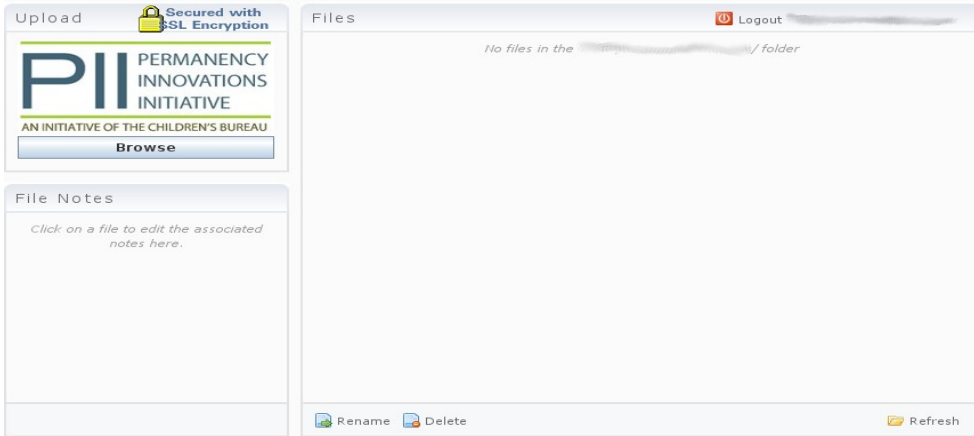 Upload
Secured with
SSL Encryption
PII
PERMANENCY
INNOVATIONS
INITIATIVE
AN INITIATIVE OF THE CHILDREN'S BUREAU
Browse
File Notes
Click on a file to edit the associated
notes here.
Files
Logout
No files in the / folder
Rename
Delete
Refresh